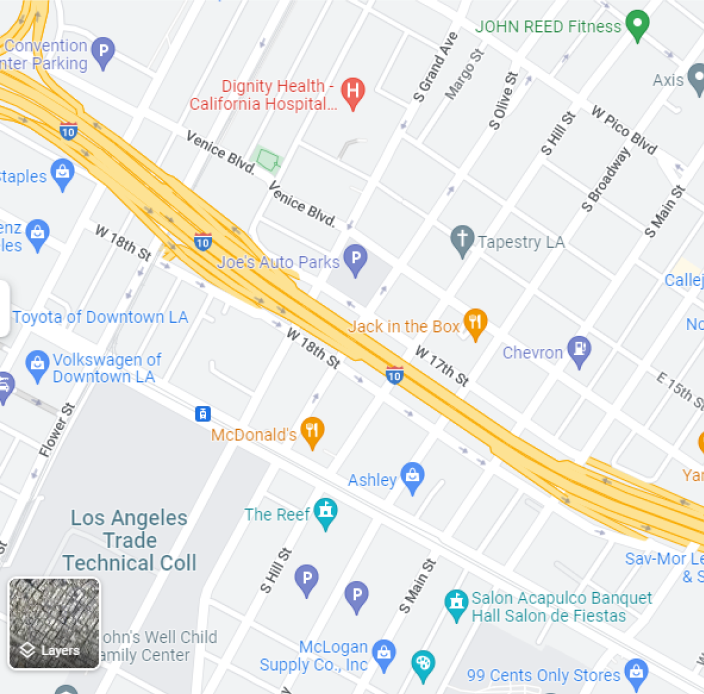 JOHN REED Fitness
Convention
nter Parking
S Grand Ave
Margo St
Axis
Dignity Health -
California Hospital...
S Olive St
W Pico Blvd
10
Venice Blvd.
S Hill St
S Broadway
Staples
Venice Blvd.
S Main St
enz
les
W 18th St
10
Tapestry LA
Joe's Auto Parks
Callej
Toyota of Downtown LA
Jack in the Box
No
W 18th St
W 17th St
Chevron
Volkswagen of
Downtown LA
10
E 15th St
Flower St
McDonald's
Yar
Ashley
Los Angeles
Trade
Technical Coll
The Reef
St
S Hill St
S Main St
Sav-Mor Le
& S
Salon Acapulco Banquet
Hall Salon de Fiestas
Layers
ohn's Well Child
amily Center
McLogan
Supply Co., Inc
99 Cents Only Stores